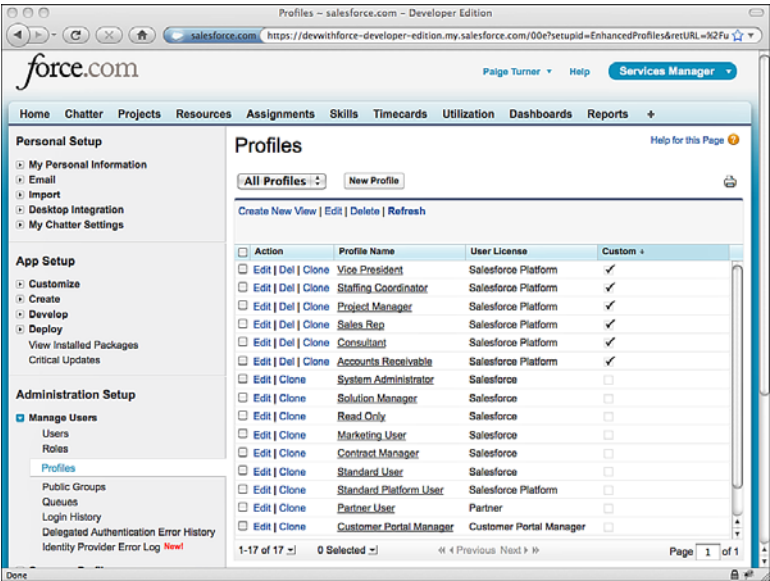 Profiles ~ salesforce.com – Developer Edition
salesforce.com https://devwithforce-developer-edition.my.salesforce.com/00e?setupid=EnhancedProfiles&retURL=%2Fu
force.com
Paige Turner Help Services Manager
Home Chatter Projects Resources Assignments Skills Timecards Utilization Dashboards Reports +
Personal Setup
My Personal Information
Email
Import
Desktop Integration
My Chatter Settings
App Setup
Customize
Create
Develop
Deploy
View Installed Packages
Critical Updates
Administration Setup
Manage Users
Users
Roles
Profiles
Public Groups
Queues
Login History
Delegated Authentication Error History
Identity Provider Error Log New!
Profiles
Help for this Page
All Profiles New Profile
Create New View | Edit | Delete | Refresh
Action Profile Name User License Custom
Edit | Del | Clone Vice President Salesforce Platform
Edit | Del | Clone Staffing Coordinator Salesforce Platform
Edit | Del | Clone Project Manager Salesforce Platform
Edit | Del | Clone Sales Rep Salesforce Platform
Edit | Del | Clone Consultant Salesforce Platform
Edit | Del | Clone Accounts Receivable Salesforce Platform
Edit | Clone System Administrator Salesforce
Edit | Clone Solution Manager Salesforce
Edit | Clone Read Only Salesforce
Edit | Clone Marketing User Salesforce
Edit | Clone Contract Manager Salesforce
Edit | Clone Standard User Salesforce
Edit | Clone Standard Platform User Salesforce Platform
Edit | Clone Partner User Partner
Edit | Clone Customer Portal Manager Customer Portal Manager
1-17 of 17 0 Selected Previous Next Page 1 of 1
Done